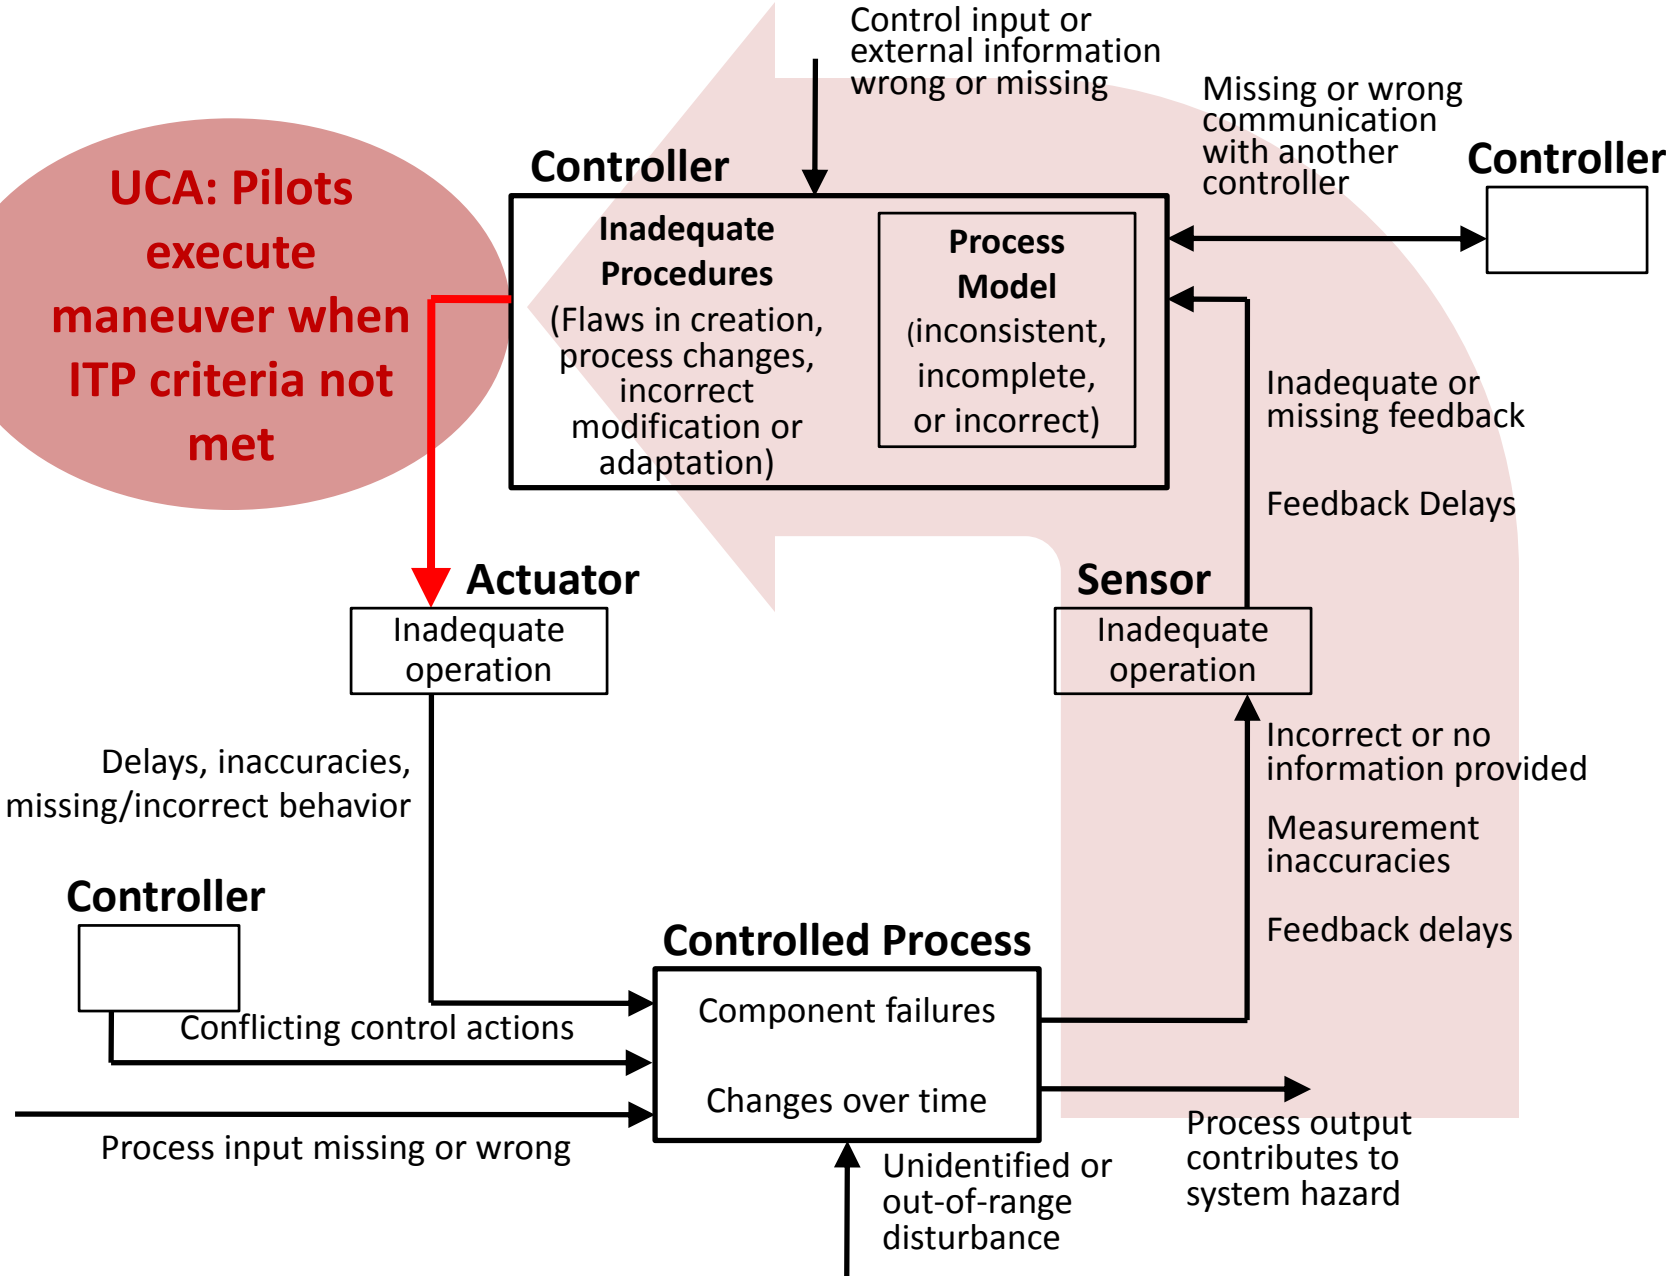 Control input or
external information
wrong or missing
Missing or wrong
communication
with another
controller
Controller
Controller
UCA: Pilots
execute
maneuver when
ITP criteria not
met
Inadequate
Procedures
(Flaws in creation,
process changes,
incorrect
modification or
adaptation)
Process
Model
(inconsistent,
incomplete,
or incorrect)
Inadequate or
missing feedback
Feedback Delays
Actuator
Inadequate
operation
Sensor
Inadequate
operation
Delays, inaccuracies,
missing/incorrect behavior
Incorrect or no
information provided
Measurement
inaccuracies
Feedback delays
Controller
Conflicting control actions
Controlled Process
Component failures
Changes over time
Process input missing or wrong
Unidentified or
out-of-range
disturbance
Process output
contributes to
system hazard